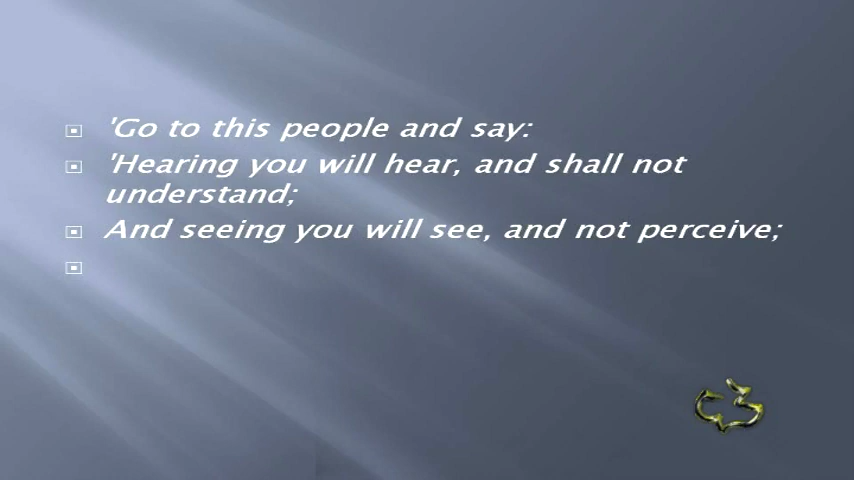 'Go to this people and say:
'Hearing you will hear, and shall not
understand;
And seeing you will see, and not perceive;